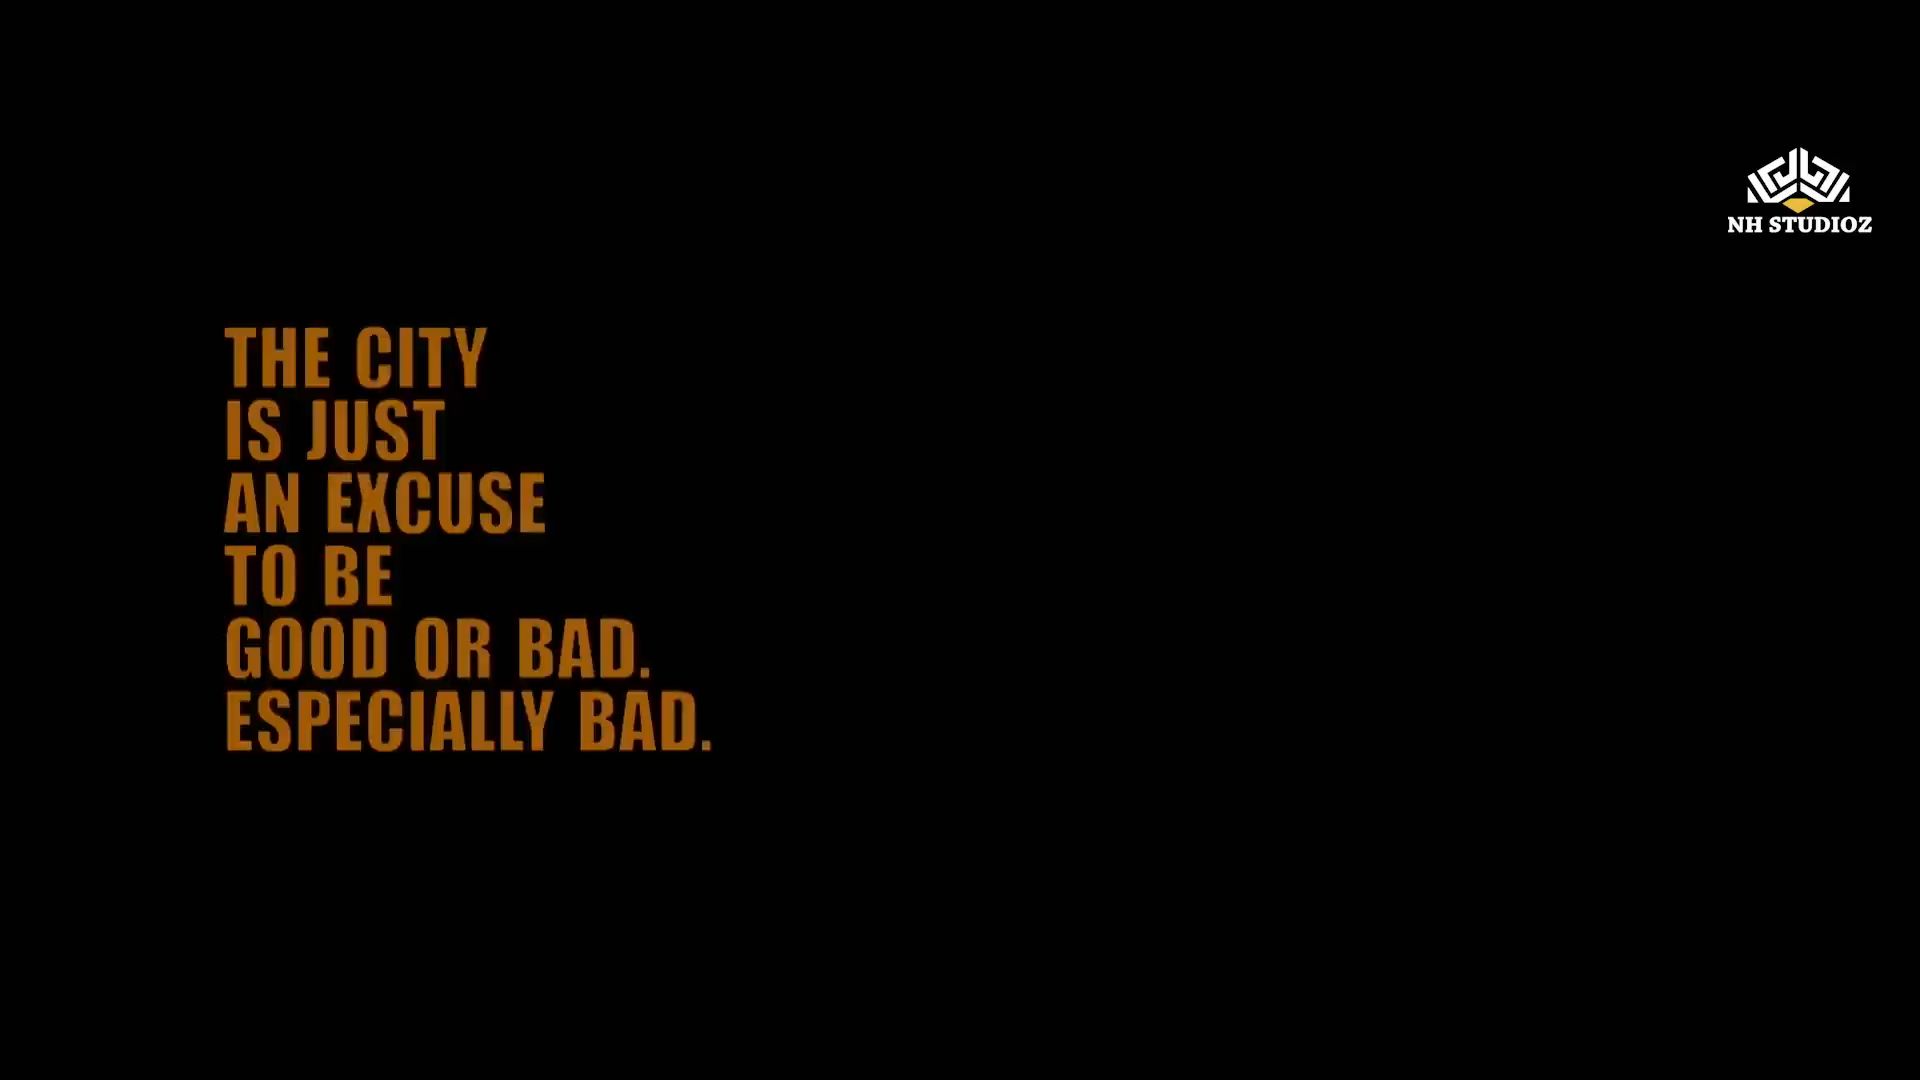 NH STUDIOZ
THE CITY
IS JUST
AN EXCUSE
TO BE
GOOD OR BAD.
ESPECIALLY BAD.